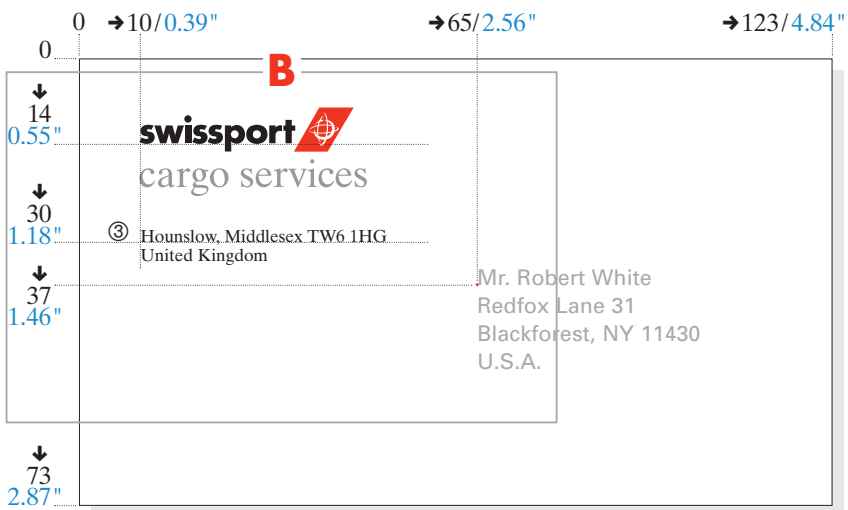 0 ➔10/0.39" ➔65/2.56" ➔123/4.84"
0
B
14
0.55"
swissport
cargo services
30
1.18"
③ Hounslow, Middlesex TW6 1HG
United Kingdom
37
1.46"
Mr. Robert White
Redfox Lane 31
Blackforest, NY 11430
U.S.A.
73
2.87"